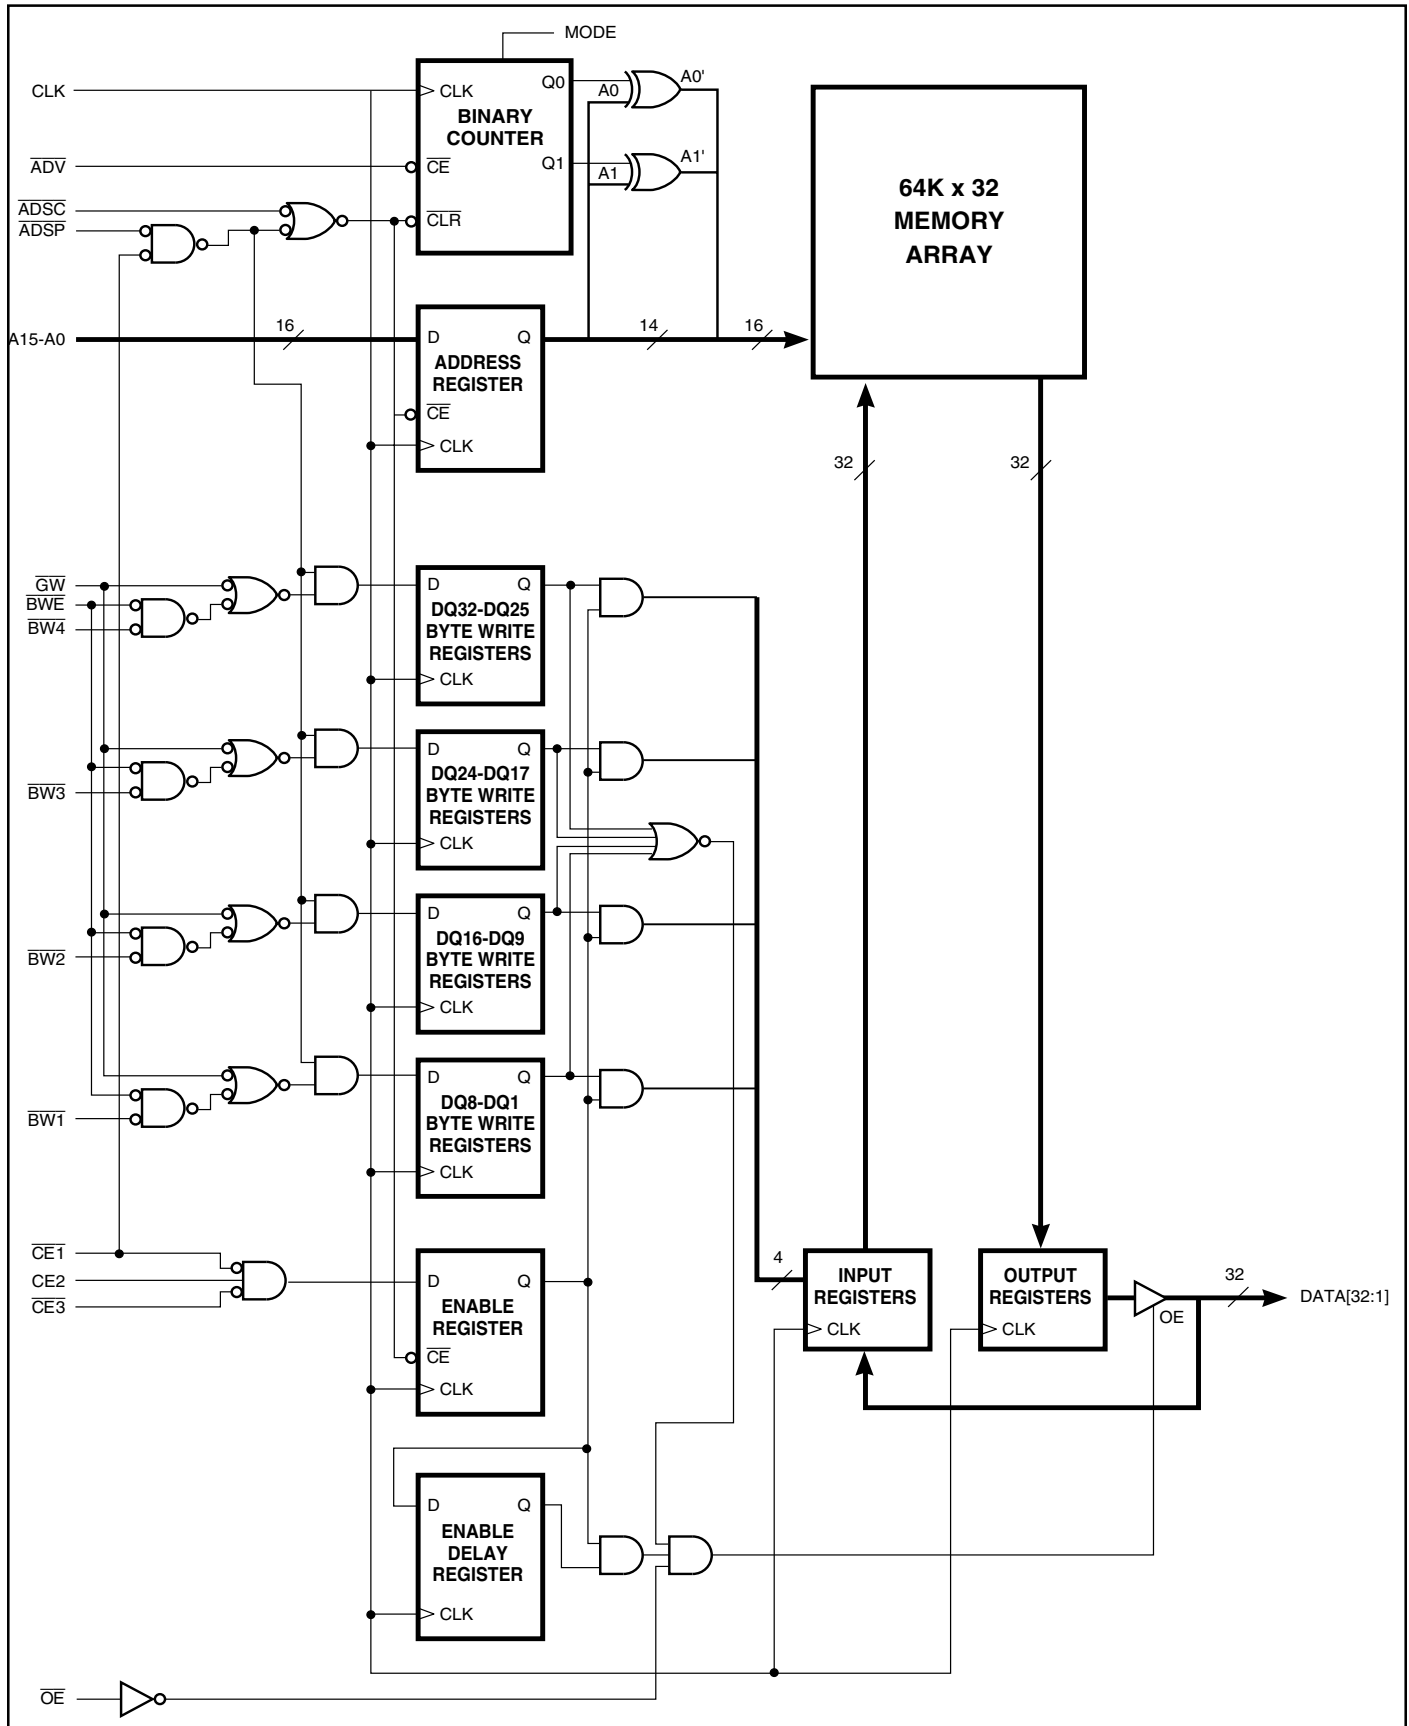 MODE
CLK
CLK
Q0
A0
A0'
BINARY
COUNTER
ADV
CE
Q1
A1
A1'
64K x 32
MEMORY
ARRAY
ADSC
ADSP
CLR
A15-A0
16
D
Q
14
16
ADDRESS
REGISTER
CE
CLK
32
32
GW
BWE
BW4
D
Q
DQ32-DQ25
BYTE WRITE
REGISTERS
CLK
BW3
D
Q
DQ24-DQ17
BYTE WRITE
REGISTERS
CLK
BW2
D
Q
DQ16-DQ9
BYTE WRITE
REGISTERS
CLK
BW1
D
Q
DQ8-DQ1
BYTE WRITE
REGISTERS
CLK
CE1
CE2
CE3
D
Q
ENABLE
REGISTER
CE
CLK
4
INPUT
REGISTERS
CLK
OUTPUT
REGISTERS
CLK
OE
32
DATA[32:1]
D
Q
ENABLE
DELAY
REGISTER
CLK
OE